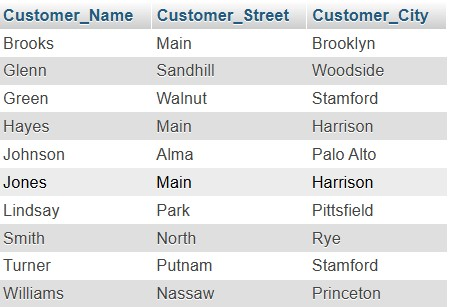 Customer_Name Customer_Street Customer_City
Brooks Main Brooklyn
Glenn Sandhill Woodside
Green Walnut Stamford
Hayes Main Harrison
Johnson Alma Palo Alto
Jones Main Harrison
Lindsay Park Pittsfield
Smith North Rye
Turner Putnam Stamford
Williams Nassaw Princeton